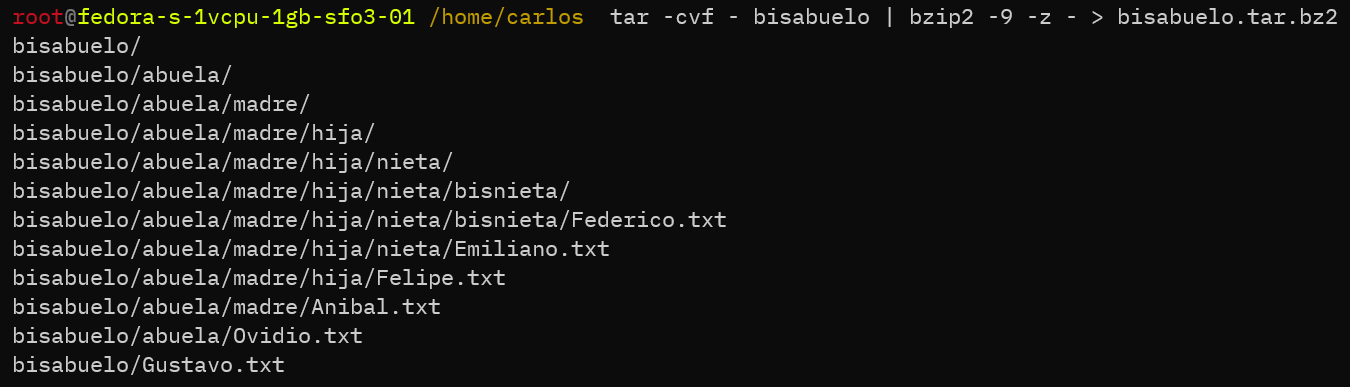 root@fedora-s-1vcpu-1gb-sfo3-01 /home/carlos  tar -cvf - bisabuelo | bzip2 -9 -z - > bisabuelo.tar.bz2
bisabuelo/
bisabuelo/abuela/
bisabuelo/abuela/madre/
bisabuelo/abuela/madre/hija/
bisabuelo/abuela/madre/hija/nieta/
bisabuelo/abuela/madre/hija/nieta/bisnieta/
bisabuelo/abuela/madre/hija/nieta/bisnieta/Federico.txt
bisabuelo/abuela/madre/hija/nieta/Emiliano.txt
bisabuelo/abuela/madre/hija/Felipe.txt
bisabuelo/abuela/madre/Anibal.txt
bisabuelo/abuela/Ovidio.txt
bisabuelo/Gustavo.txt